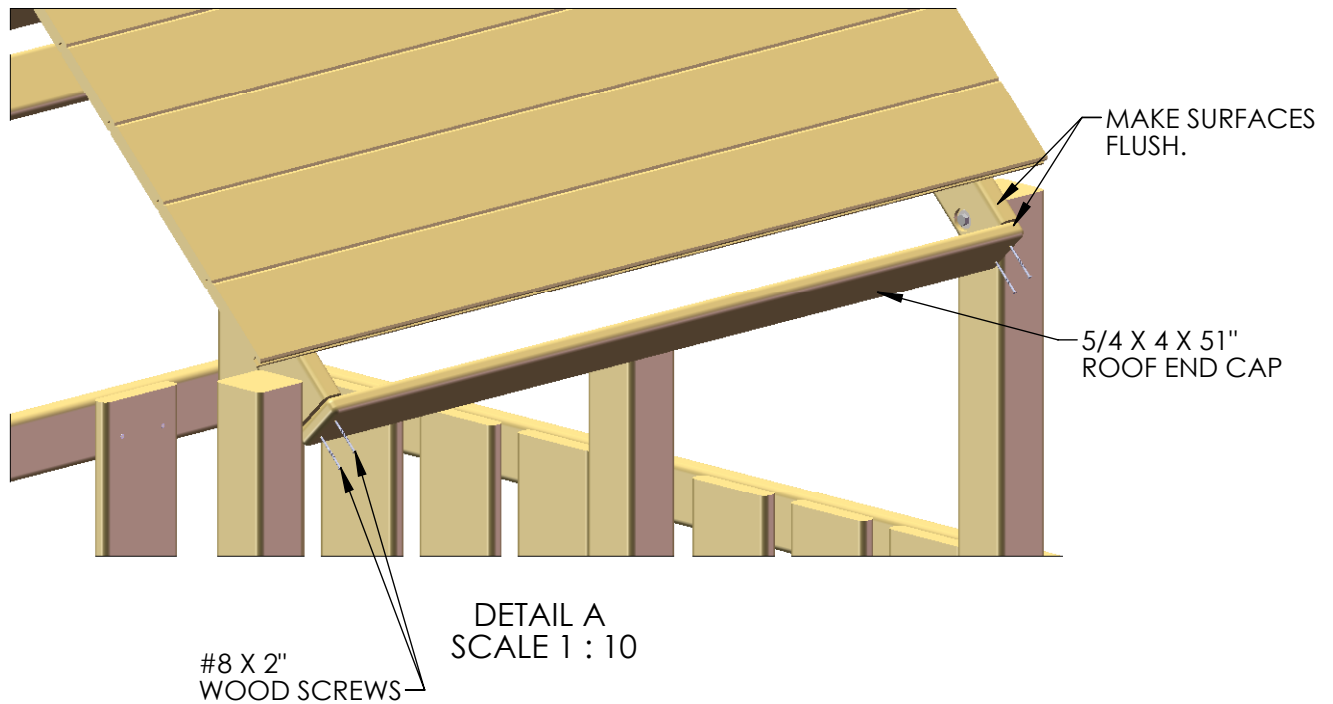 MAKE SURFACES
FLUSH.
5/4 X 4 X 51"
ROOF END CAP
DETAIL A
SCALE 1 : 10
#8 X 2"
WOOD SCREWS